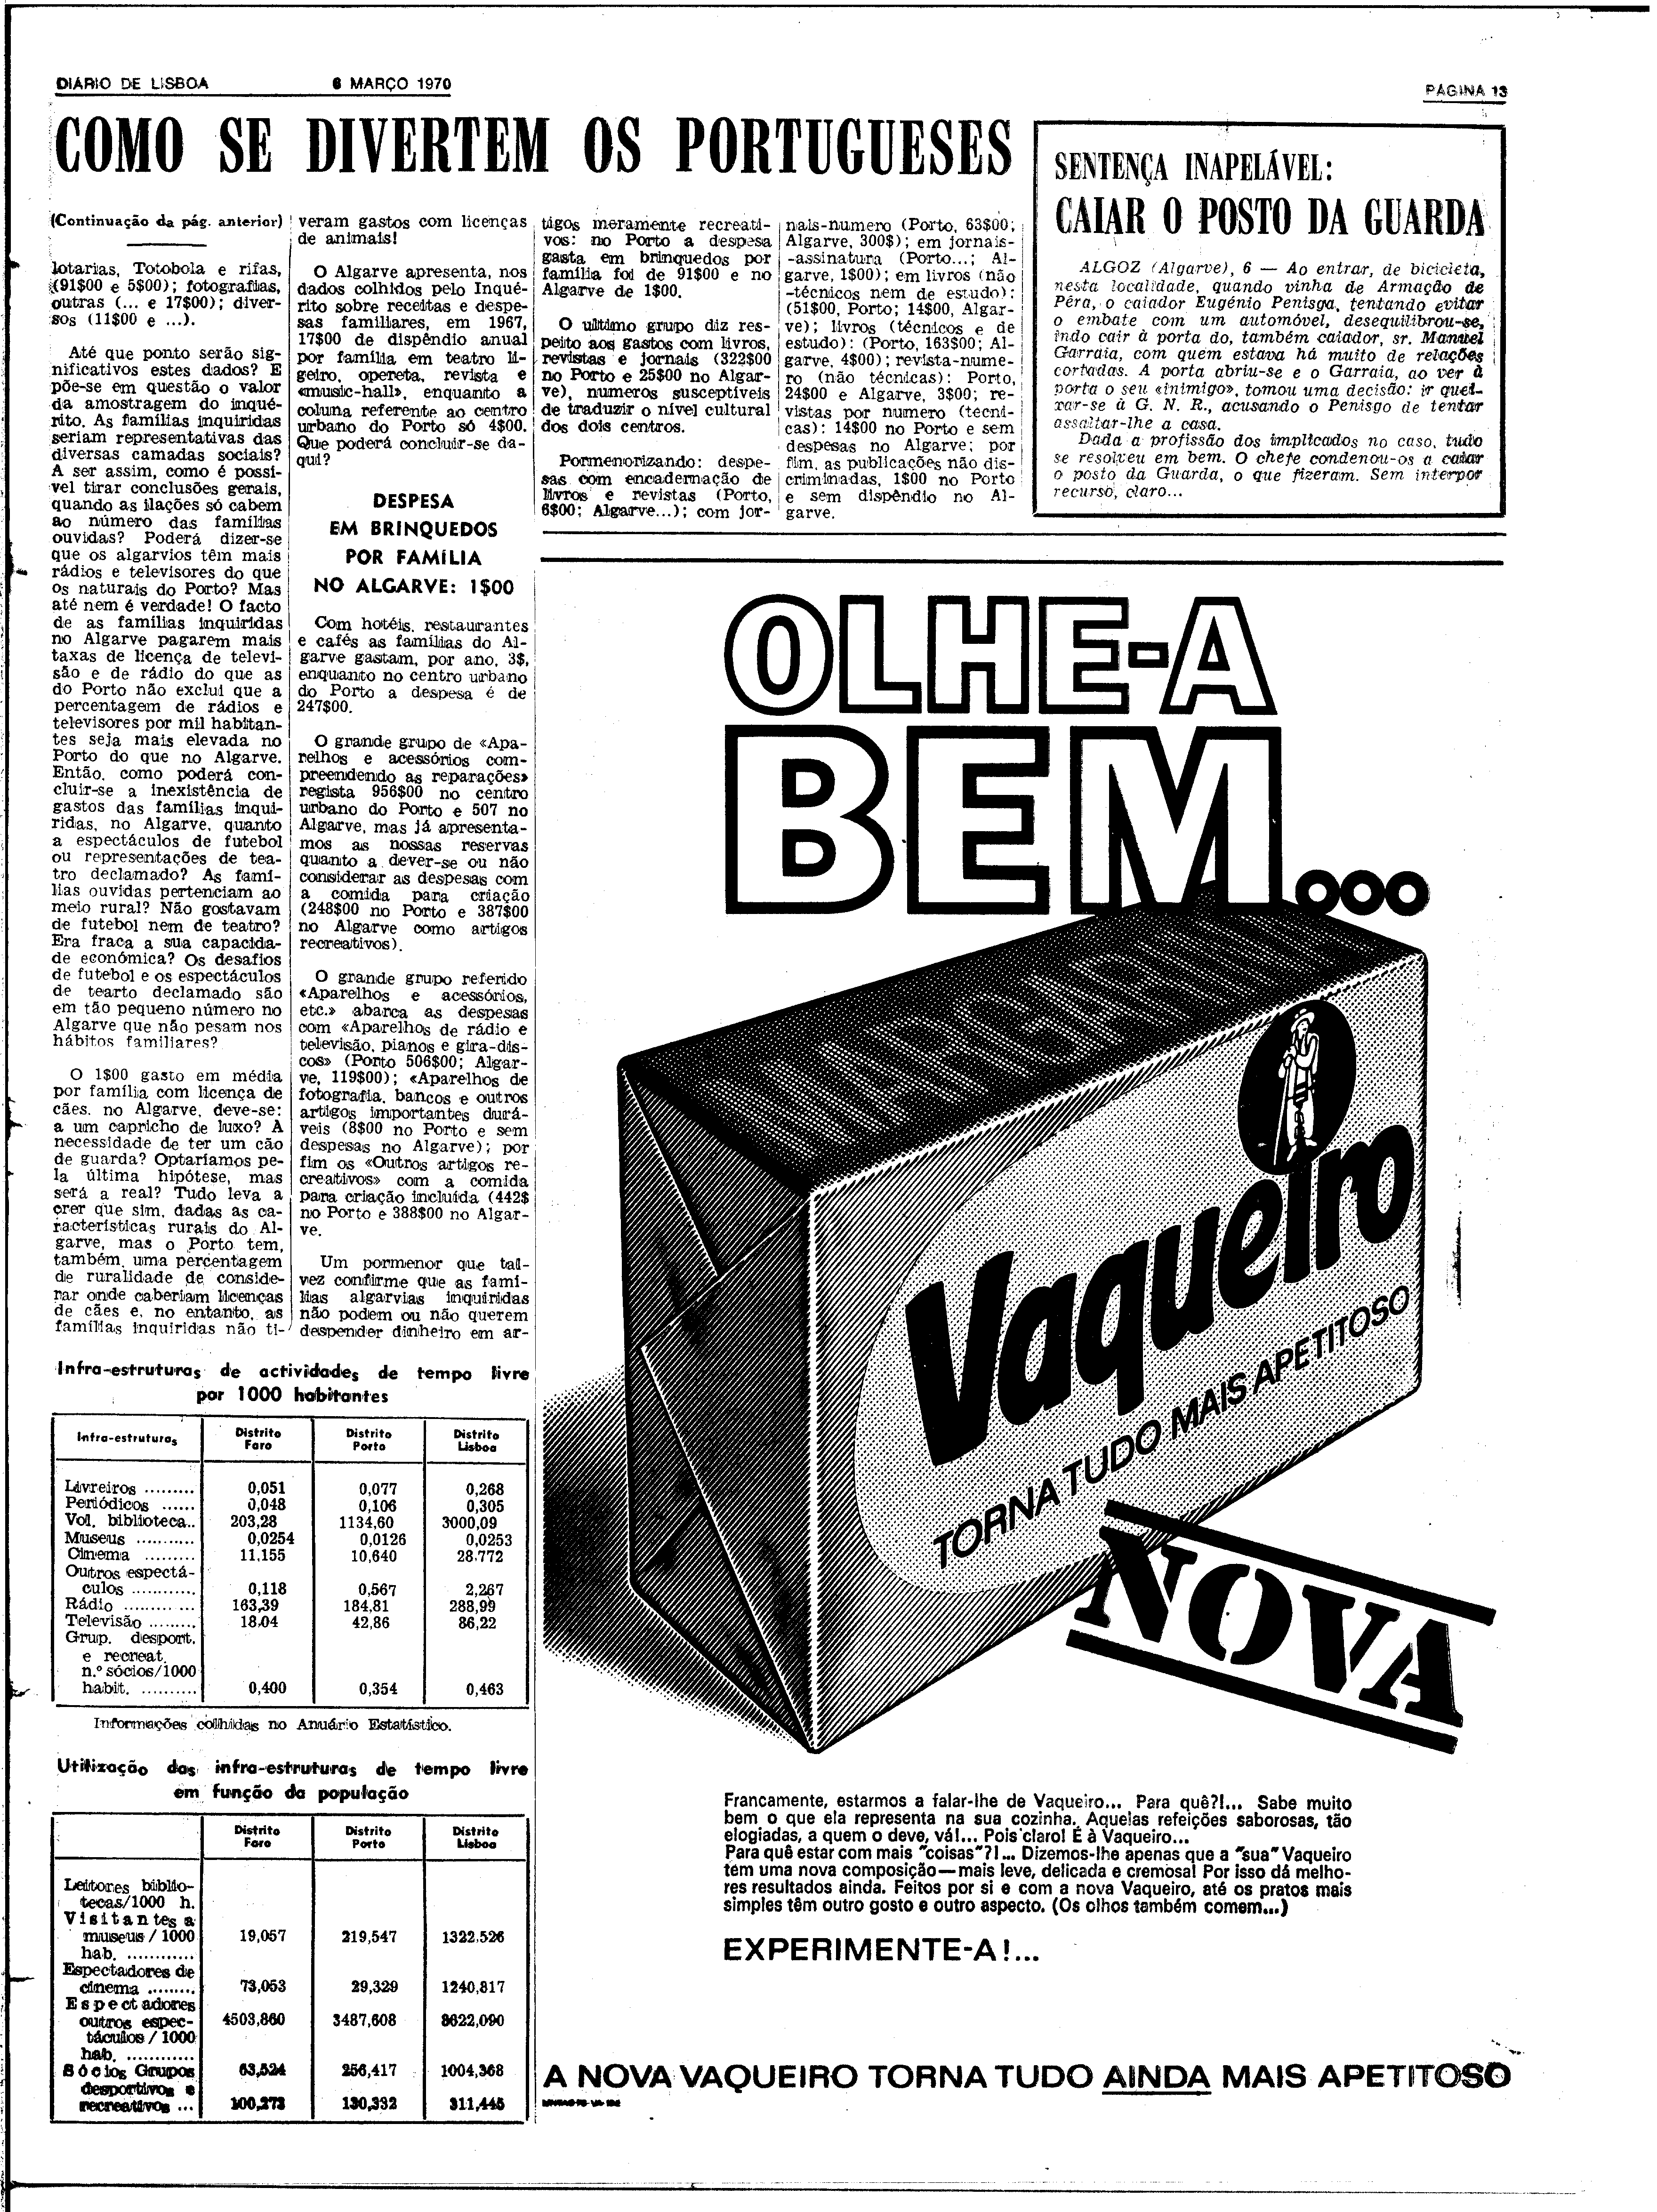 DIÁRIO DE LISBOA
6 MARÇO 1970
PÁGINA 13
COMO SE DIVERTEM OS PORTUGUESES
(Continuação da pág. anterior)
lotarias, Totobola e rifas,
(91$00 e 5$00); fotografias,
outras (... e 17$00); diver-
sos (11$00 e ...).
Até que ponto serão sig-
nificativos estes dados? E
põe-se em questão o valor
da amostragem do inqué-
rito. As famílias inquiridas
seriam representativas das
diversas camadas sociais?
A ser assim, como é possí-
vel tirar conclusões gerais,
quando as ilações só cabem
ao número das famílias
ouvidas? Poderá dizer-se
que os algarvios têm mais
rádios e televisores do que
os naturais do Porto? Mas
até nem é verdade! O facto
de as famílias inquiridas
no Algarve pagarem mais
taxas de licença de televi-
são e de rádio do que as
do Porto não exclui que a
percentagem de rádios e
televisores por mil habitan-
tes seja mais elevada no
Porto do que no Algarve.
Então, como poderá con-
cluir-se a inexistência de
gastos das famílias inqui-
ridas, no Algarve, quanto
a espectáculos de futebol
ou representações de tea-
tro declamado? As famí-
lias ouvidas pertenciam ao
meio rural? Não gostavam
de futebol nem de teatro?
Era fraca a sua capacida-
de económica? Os desafios
de futebol e os espectáculos
de tearto declamado são
em tão pequeno número no
Algarve que não pesam nos
hábitos familiares?
O 1$00 gasto em média
por família com licença de
cães, no Algarve, deve-se:
a um capricho de luxo? À
necessidade de ter um cão
de guarda? Optaríamos pe-
la última hipótese, mas
será a real? Tudo leva a
crer que sim, dadas as ca-
racterísticas rurais do Al-
garve, mas o Porto tem,
também, uma percentagem
de ruralidade de conside-
rar onde caberiam licenças
de cães e, no entanto, as
famílias inquiridas não ti-
veram gastos com licenças
de animais!
O Algarve apresenta, nos
dados colhidos pelo Inqué-
rito sobre receitas e despe-
sas familiares, em 1967,
17$00 de dispêndio anual
por família em teatro li-
geiro, opereta, revista e
«music-hall», enquanto a
coluna referente ao centro
urbano do Porto só 4$00.
Que poderá concluir-se da-
qui?
DESPESA
EM BRINQUEDOS
POR FAMÍLIA
NO ALGARVE: 1$00
Com hotéis, restaurantes
e cafés as famílias do Al-
garve gastam, por ano, 3$,
enquanto no centro urbano
do Porto a despesa é de
247$00.
O grande grupo de «Apa-
relhos e acessórios com-
preendendo as reparações»
regista 956$00 no centro
urbano do Porto e 507 no
Algarve, mas já apresenta-
mos as nossas reservas
quanto a dever-se ou não
considerar as despesas com
a comida para criação
(248$00 no Porto e 387$00
no Algarve como artigos
recreativos).
O grande grupo referido
«Aparelhos e acessórios,
etc.» abarca as despesas
com «Aparelhos de rádio e
televisão, pianos e gira-dis-
cos» (Porto 506$00; Algar-
ve, 119$00); «Aparelhos de
fotografia, bancos e outros
artigos importantes durá-
veis (8$00 no Porto e sem
despesas no Algarve); por
fim os «Outros artigos re-
creativos» com a comida
para criação incluída (442$
no Porto e 388$00 no Algar-
ve.
Um pormenor que tal-
vez confirme que as famí-
lias algarvias inquiridas
não podem ou não querem
despender dinheiro em ar-
tigos meramente recreati-
vos: no Porto a despesa
gasta em brinquedos por
família foi de 91$00 e no
Algarve de 1$00.
O ultimo grupo diz res-
peito aos gastos com livros,
revistas e jornais (322$00
no Porto e 25$00 no Algar-
ve), numeros susceptíveis
de traduzir o nível cultural
dos dois centros.
Pormenorizando: despe-
sas com encadernação de
livros e revistas (Porto,
6$00; Algarve...); com jor-
nais-numero (Porto, 63$00;
Algarve, 300$); em jornais-
-assinatura (Porto...; Al-
garve, 1$00); em livros (não
-técnicos nem de estudo):
(51$00, Porto; 14$00, Algar-
ve); livros (técnicos e de
estudo): (Porto, 163$00; Al-
garve, 4$00); revista-nume-
ro (não técnicas): Porto,
24$00 e Algarve, 3$00; re-
vistas por numero (técni-
cas): 14$00 no Porto e sem
despesas no Algarve; por
fim, as publicações não dis-
crimimadas, 1$00 no Porto
e sem dispêndio no Al-
garve.
SENTENÇA INAPELÁVEL:
CAIAR O POSTO DA GUARDA
ALGOZ (Algarve), 6 — Ao entrar, de bicicleta,
nesta localidade, quando vinha de Armação de
Pêra, o caiador Eugénio Penisga, tentando evitar
o embate com um automóvel, desequilibrou-se,
indo cair à porta do, também caiador, sr. Manuel
Garraia, com quem estava há muito de relações
cortadas. A porta abriu-se e o Garraia, ao ver à
porta o seu «inimigo», tomou uma decisão: ir quei-
xar-se à G. N. R., acusando o Penisgo de tentar
assaltar-lhe a casa.
Dada a profissão dos implicados no caso, tudo
se resolveu em bem. O chefe condenou-os a caiar
o posto da Guarda, o que fizeram. Sem interpor
recurso, claro...
Infra-estruturas de actividades de tempo livre
por 1000 habitantes
Infra-estruturas Distrito Faro Distrito Porto Distrito Lisboa
Livreiros ......... 0,051 0,077 0,268
Periódicos ...... 0,048 0,106 0,305
Vol. biblioteca.. 203,28 1134,60 3000,09
Museus ........... 0,0254 0,0126 0,0253
Cinema ......... 11.155 10,640 28.772
Outros espectá-
culos ............ 0,118 0,567 2,267
Rádio ......... ... 163,39 184,81 288,99
Televisão ........ 18.04 42,86 86,22
Grup. desport.
e recreat.
n.º sócios/1000
habit. .......... 0,400 0,354 0,463
Informações colhidas no Anuário Estatístico.
Utilização das infra-estruturas de tempo livre
em função da população
Distrito Faro Distrito Porto Distrito Lisboa
Leitores biblio-
tecas/1000 h.
Visitantes a
museus / 1000 19,057 219,547 1322,526
hab. ............
Espectadores de
cinema ........ 73,053 29,329 1240,817
Espectadores
outros espec- 4503,860 3487,608 8622,090
táculos / 1000
hab. ............
Sócios Grupos 63,524 256,417 1004,368
desportivos e
recreativos ... 100,273 130,332 311,445
OLHE-A
BEM...
MARGARINA
Vaqueiro
TORNA TUDO MAIS APETITOSO
NOVA
Francamente, estarmos a falar-lhe de Vaqueiro... Para quê?!... Sabe muito
bem o que ela representa na sua cozinha. Aquelas refeições saborosas, tão
elogiadas, a quem o deve, vá!... Pois claro! É à Vaqueiro...
Para quê estar com mais "coisas"?!... Dizemos-lhe apenas que a "sua" Vaqueiro
tem uma nova composição—mais leve, delicada e cremosa! Por isso dá melho-
res resultados ainda. Feitos por si e com a nova Vaqueiro, até os pratos mais
simples têm outro gosto e outro aspecto. (Os olhos também comem...)
EXPERIMENTE-A!...
A NOVA VAQUEIRO TORNA TUDO AINDA MAIS APETITOSO